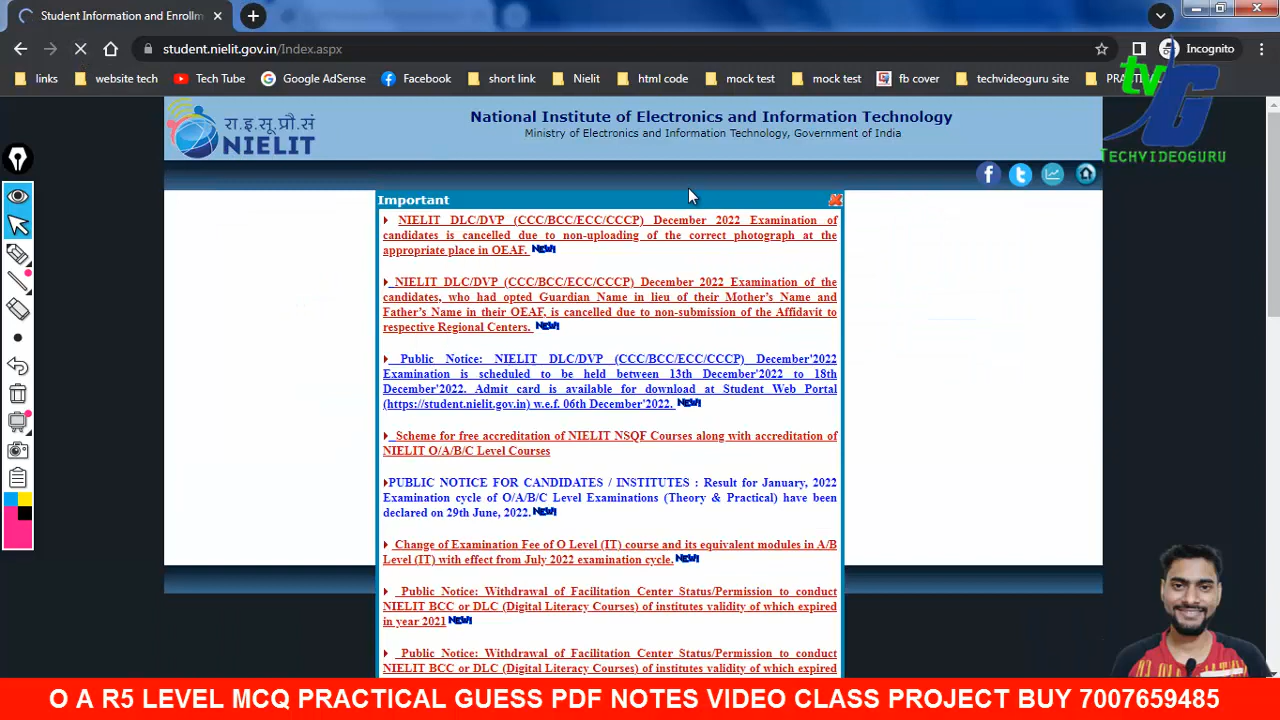 Student Information and Enrollm
student.nielit.gov.in/Index.aspx
Incognito
links
website tech
Tech Tube
Google AdSense
Facebook
short link
Nielit
html code
mock test
mock test
fb cover
techvideoguru site
tvG
TECHVIDEOGURU
रा.इ.सू.प्रौ.सं
NIELIT
National Institute of Electronics and Information Technology
Ministry of Electronics and Information Technology, Government of India
Important
NIELIT DLC/DVP (CCC/BCC/ECC/CCCP) December 2022 Examination of
candidates is cancelled due to non-uploading of the correct photograph at the
appropriate place in OEAF. NEW!
NIELIT DLC/DVP (CCC/BCC/ECC/CCCP) December 2022 Examination of the
candidates, who had opted Guardian Name in lieu of their Mother's Name and
Father's Name in their OEAF, is cancelled due to non-submission of the Affidavit to
respective Regional Centers. NEW!
Public Notice: NIELIT DLC/DVP (CCC/BCC/ECC/CCCP) December'2022
Examination is scheduled to be held between 13th December'2022 to 18th
December'2022. Admit card is available for download at Student Web Portal
(https://student.nielit.gov.in) w.e.f. 06th December'2022. NEW!
Scheme for free accreditation of NIELIT NSQF Courses along with accreditation of
NIELIT O/A/B/C Level Courses
PUBLIC NOTICE FOR CANDIDATES / INSTITUTES : Result for January, 2022
Examination cycle of O/A/B/C Level Examinations (Theory & Practical) have been
declared on 29th June, 2022. NEW!
Change of Examination Fee of O Level (IT) course and its equivalent modules in A/B
Level (IT) with effect from July 2022 examination cycle. NEW!
Public Notice: Withdrawal of Facilitation Center Status/Permission to conduct
NIELIT BCC or DLC (Digital Literacy Courses) of institutes validity of which expired
in year 2021 NEW!
Public Notice: Withdrawal of Facilitation Center Status/Permission to conduct
NIELIT BCC or DLC (Digital Literacy Courses) of institutes validity of which expired
O A R5 LEVEL MCQ PRACTICAL GUESS PDF NOTES VIDEO CLASS PROJECT BUY 7007659485